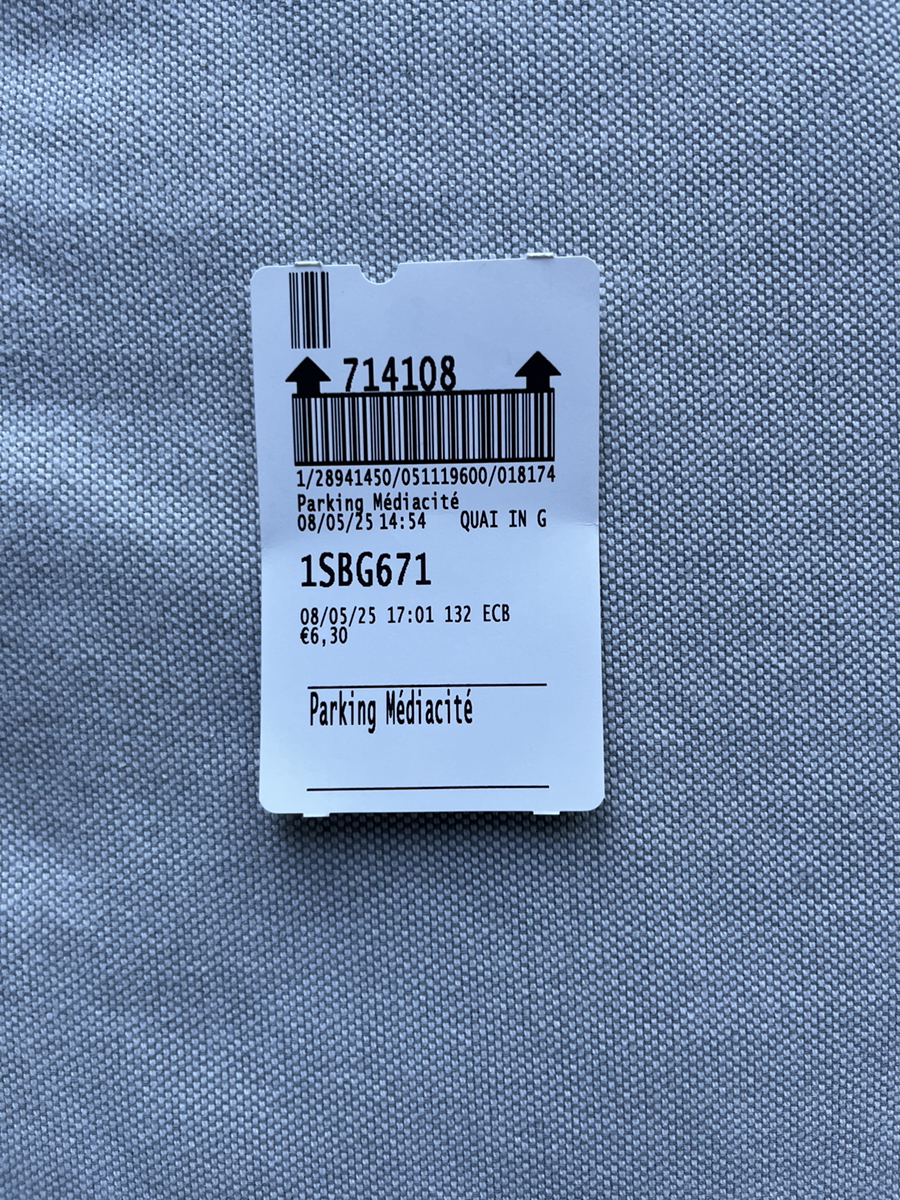 714108
1/28941450/051119600/018174
Parking Médiacité
08/05/25 14:54 QUAI IN G
1SBG671
08/05/25 17:01 132 ECB
€6,30
Parking Médiacité